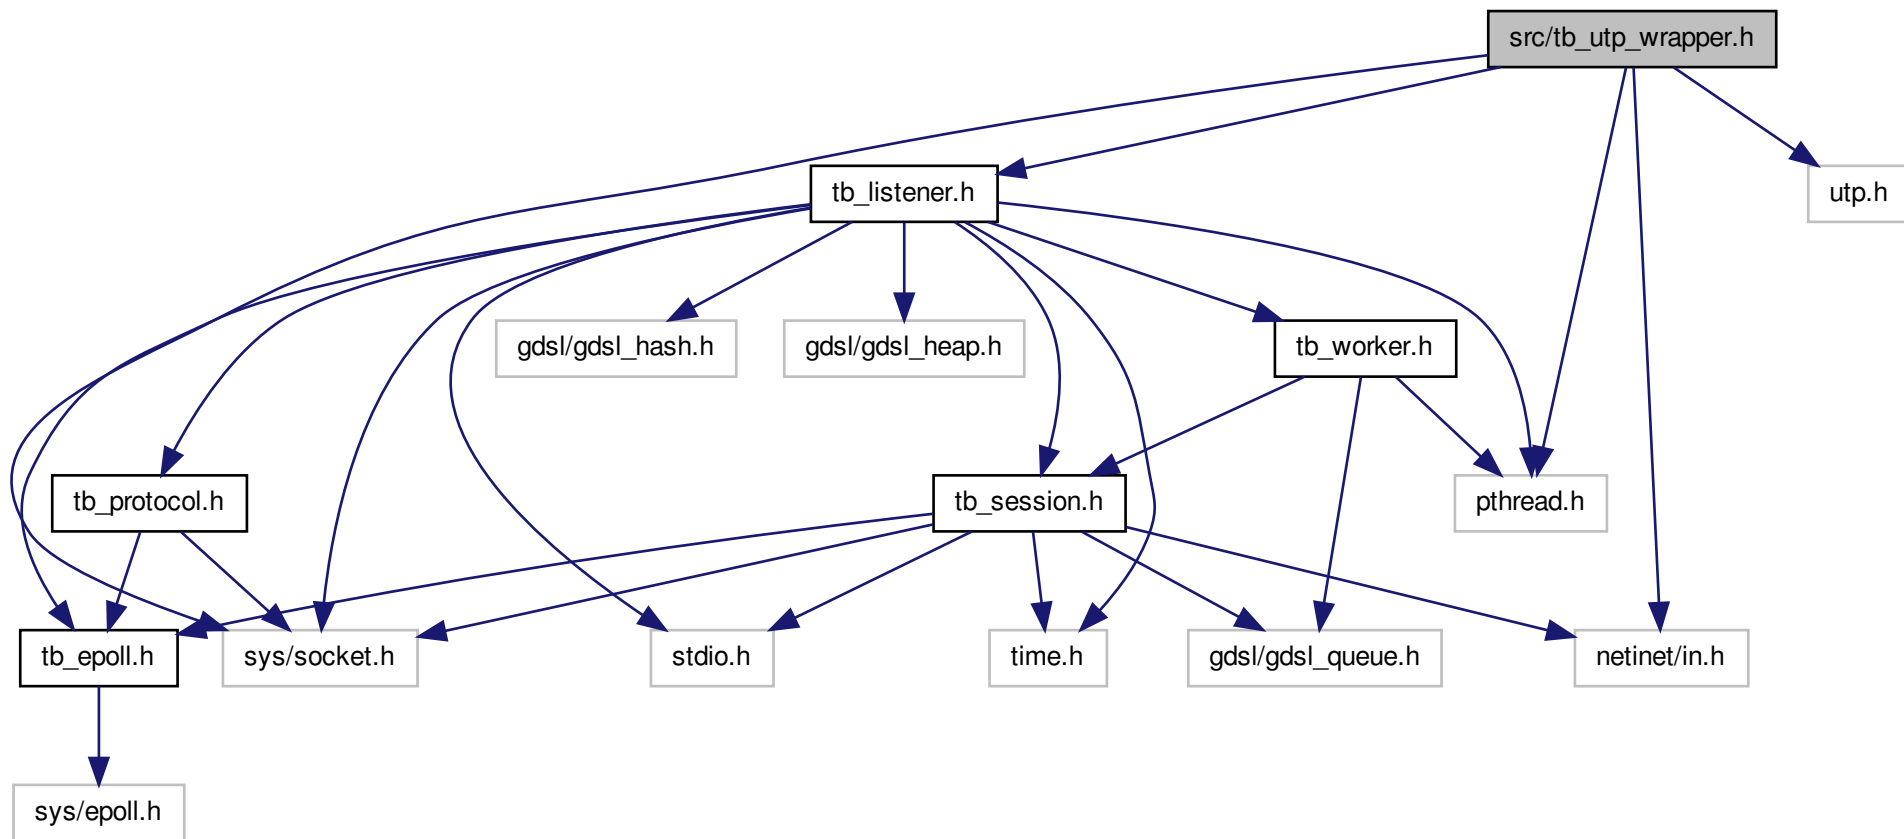 src/tb_utp_wrapper.h
tb_listener.h
utp.h
gdsl/gdsl_hash.h
gdsl/gdsl_heap.h
tb_worker.h
tb_protocol.h
tb_session.h
pthread.h
tb_epoll.h
sys/socket.h
stdio.h
time.h
gdsl/gdsl_queue.h
netinet/in.h
sys/epoll.h